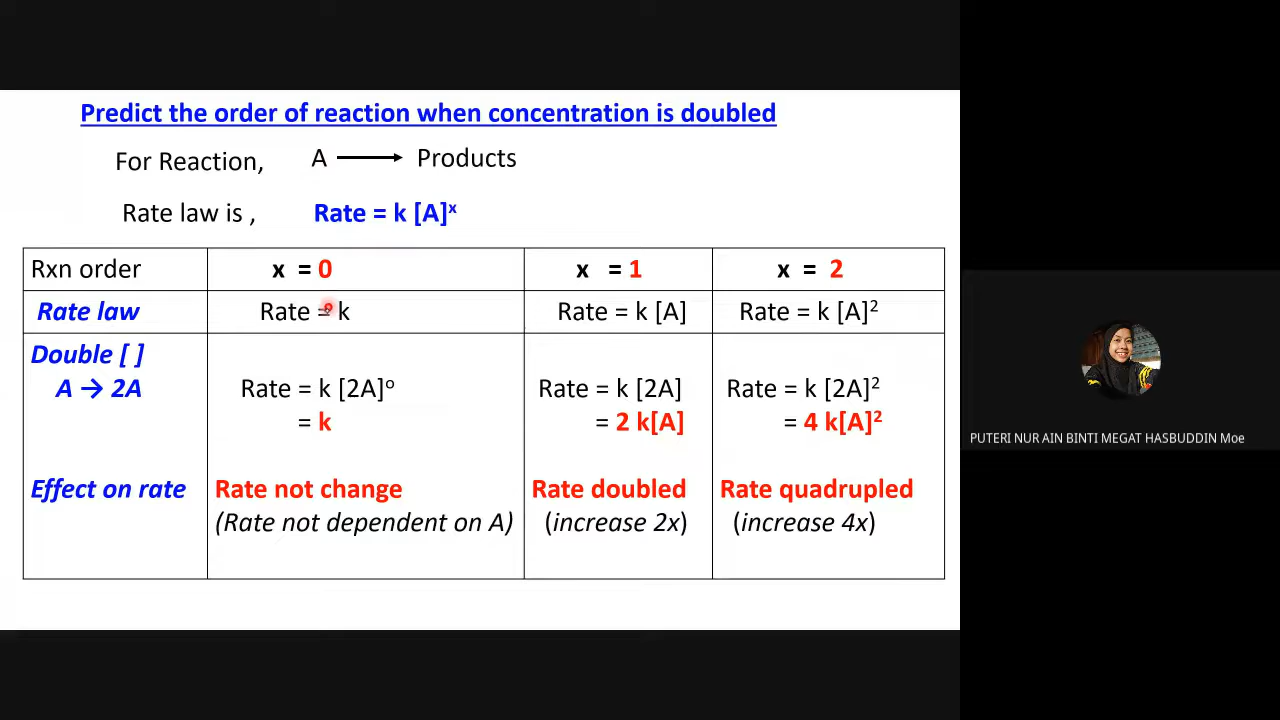 Predict the order of reaction when concentration is doubled
For Reaction, A → Products
Rate law is , Rate = k [A]ˣ
Rxn order x = 0 x = 1 x = 2
Rate law Rate = k Rate = k [A] Rate = k [A]²
Double [ ]
A → 2A Rate = k [2A]⁰ Rate = k [2A] Rate = k [2A]²
= k = 2 k[A] = 4 k[A]²
Effect on rate Rate not change Rate doubled Rate quadrupled
(Rate not dependent on A) (increase 2x) (increase 4x)
PUTERI NUR AIN BINTI MEGAT HASBUDDIN Moe